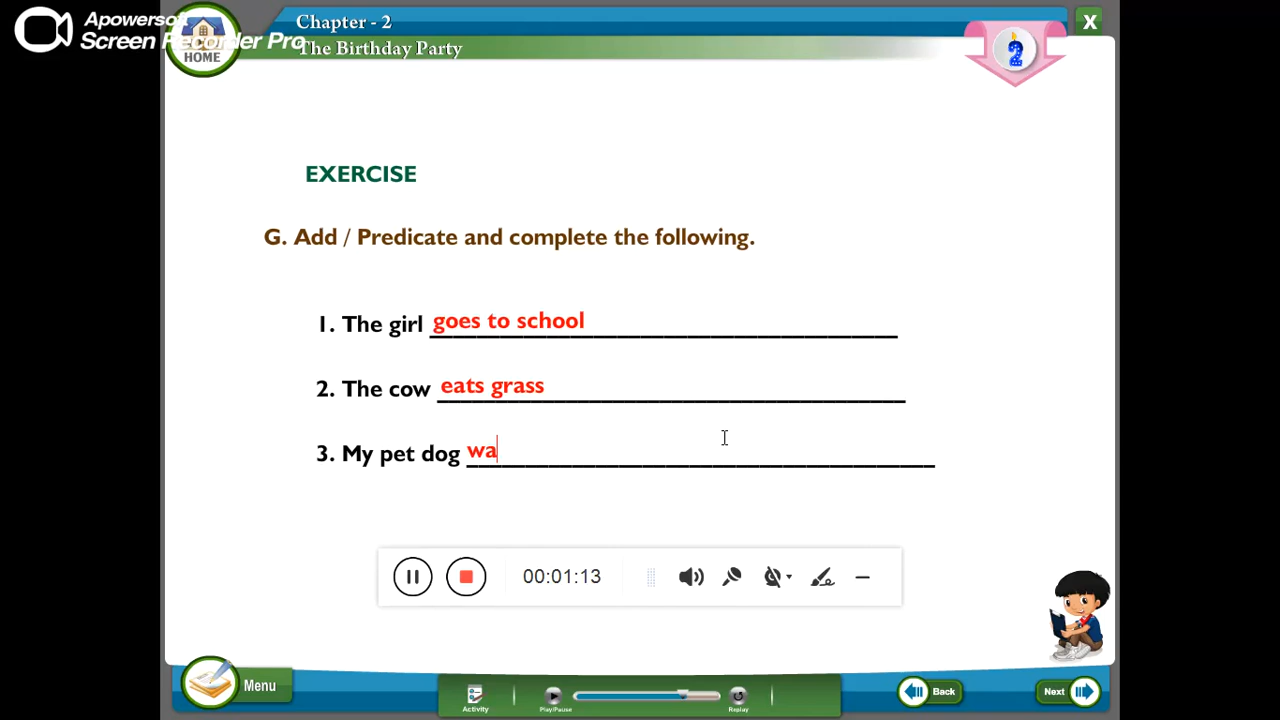 Apowersoft
Screen Recorder Pro
HOME
Chapter - 2
The Birthday Party
X
2
EXERCISE
G. Add / Predicate and complete the following.
1. The girl goes to school
2. The cow eats grass
3. My pet dog wa
00:01:13
Menu
Activity
Play/Pause
Replay
Back
Next